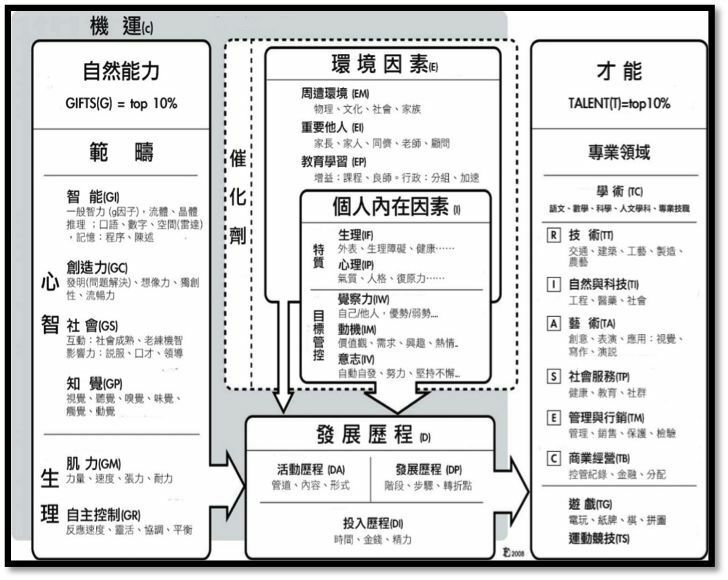 機運(c)
自然能力
GIFTS(G) = top 10%
範疇
心智
智能(GI)
一般智力 (g因子)，流體、晶體
推理 ；口語、數字、空間(雷達)
，記憶：程序、陳述
創造力(GC)
發明(問題解決)、想像力、獨創
性、流暢力
社會(GS)
互動：社會成熟、老練機智
影響力：說服、口才、領導
知覺(GP)
視覺、聽覺、嗅覺、味覺、
觸覺、動覺
生理
肌力(GM)
力量、速度、張力、耐力
自主控制(GR)
反應速度、靈活、協調、平衡
催化劑
環境因素(E)
周遭環境 (EM)
物理、文化、社會、家族
重要他人 (EI)
家長、家人、同儕、老師、顧問
教育學習 (EP)
增益：課程、良師。行政：分組、加速
個人內在因素(I)
特質
生理(IF)
外表、生理障礙、健康……
心理(IP)
氣質、人格、復原力……
目標管控
覺察力(IW)
自己/他人，優勢/弱勢....
動機(IM)
價值觀、需求、興趣、熱情..
意志(IV)
自動自發、努力、堅持不懈...
發展歷程(D)
活動歷程 (DA)
管道、內容、形式
發展歷程 (DP)
階段、步驟、轉折點
投入歷程(DI)
時間、金錢、精力
2008
才能
TALENT(T)=top10%
專業領域
學術 (TC)
語文、數學、科學、人文學科、專業技職
R 技術(TT)
交通、建築、工藝、製造、
農藝
I 自然與科技(TI)
工程、醫藥、社會
A 藝術(TA)
創意、表演、應用：視覺、
寫作、演說
S 社會服務(TP)
健康、教育、社群
E 管理與行銷(TM)
管理、銷售、保護、檢驗
C 商業經營(TB)
控管紀錄、金融、分配
遊戲(TG)
電玩、紙牌、棋、拼圖
運動競技(TS)